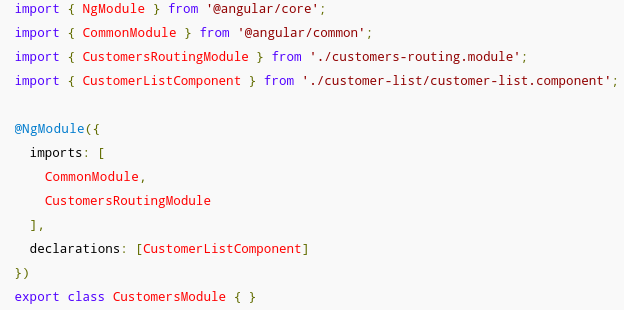 import { NgModule } from '@angular/core';
import { CommonModule } from '@angular/common';
import { CustomersRoutingModule } from './customers-routing.module';
import { CustomerListComponent } from './customer-list/customer-list.component';

@NgModule({
  imports: [
    CommonModule,
    CustomersRoutingModule
  ],
  declarations: [CustomerListComponent]
})
export class CustomersModule { }